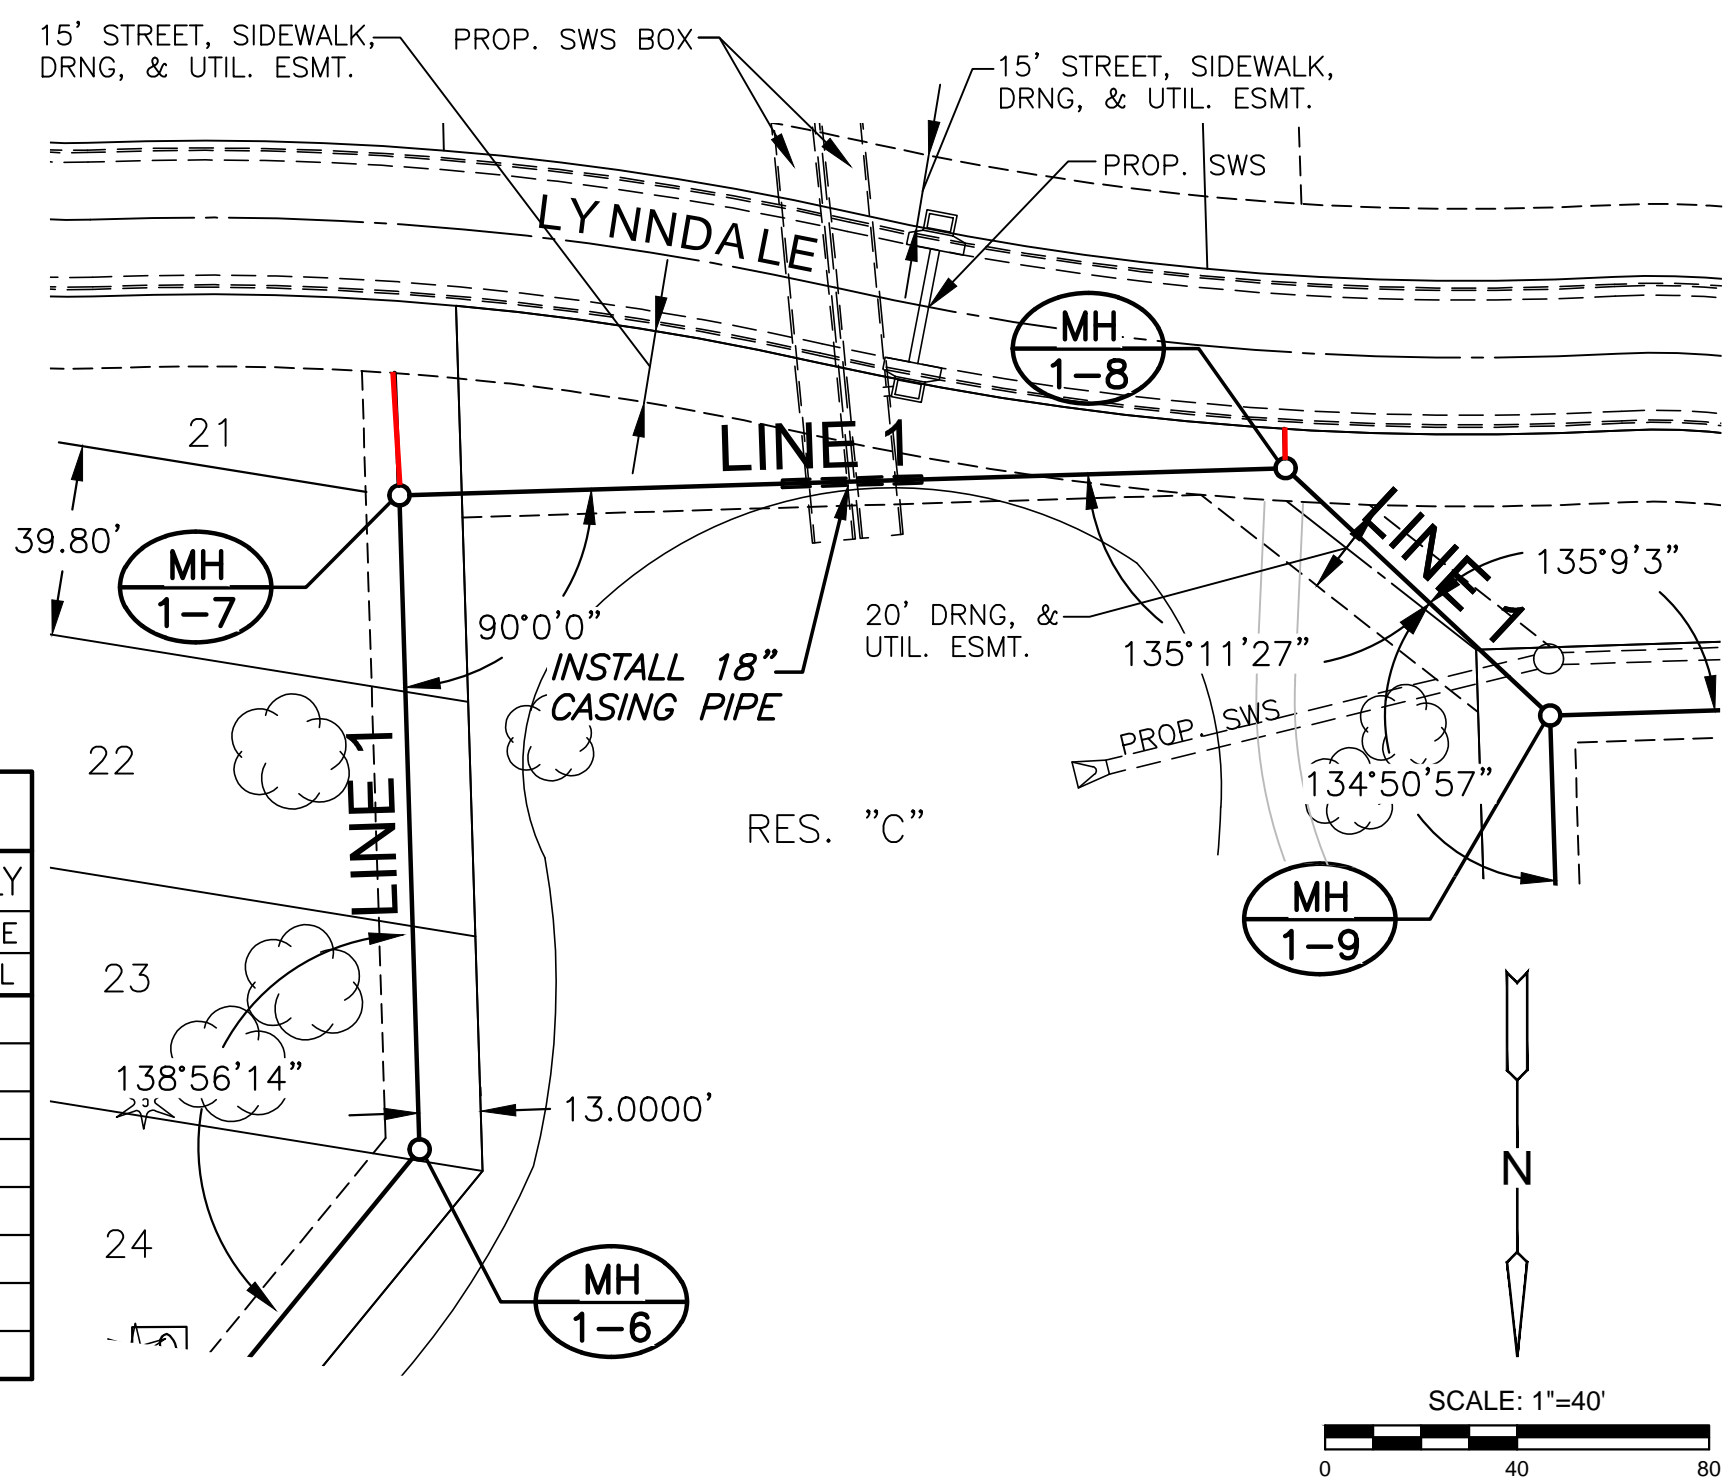 15' STREET, SIDEWALK,
DRNG, & UTIL. ESMT.
PROP. SWS BOX
15' STREET, SIDEWALK,
DRNG, & UTIL. ESMT.
PROP. SWS
LYNNDALE
MH
1-8
21
LINE 1
39.80'
MH
1-7
LINE 1
135°9'3"
90°0'0"
20' DRNG, &
UTIL. ESMT.
135°11'27"
INSTALL 18"
CASING PIPE
PROP. SWS
22
134°50'57"
LINE 1
RES. "C"
LY
E
L
MH
1-9
23
138°56'14"
13.0000'
N
24
MH
1-6
SCALE: 1"=40'
0 40 80